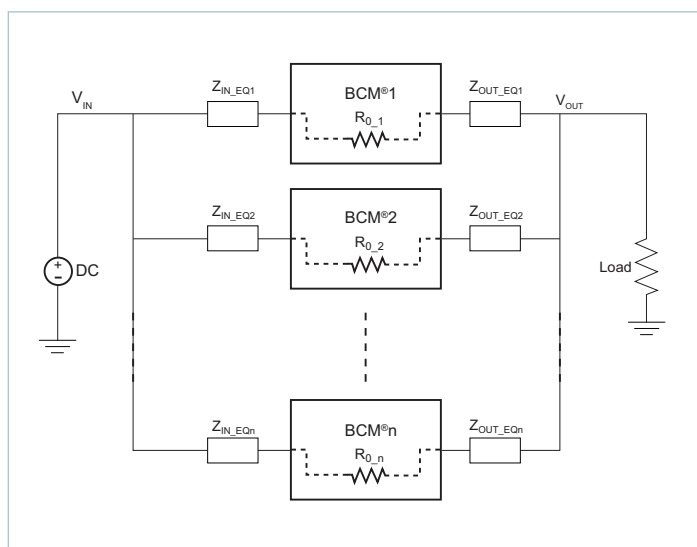 V_IN
Z_IN_EQ1
BCM®1
R_0_1
Z_OUT_EQ1
V_OUT
Z_IN_EQ2
BCM®2
R_0_2
Z_OUT_EQ2
+
DC
Load
Z_IN_EQn
BCM®n
R_0_n
Z_OUT_EQn